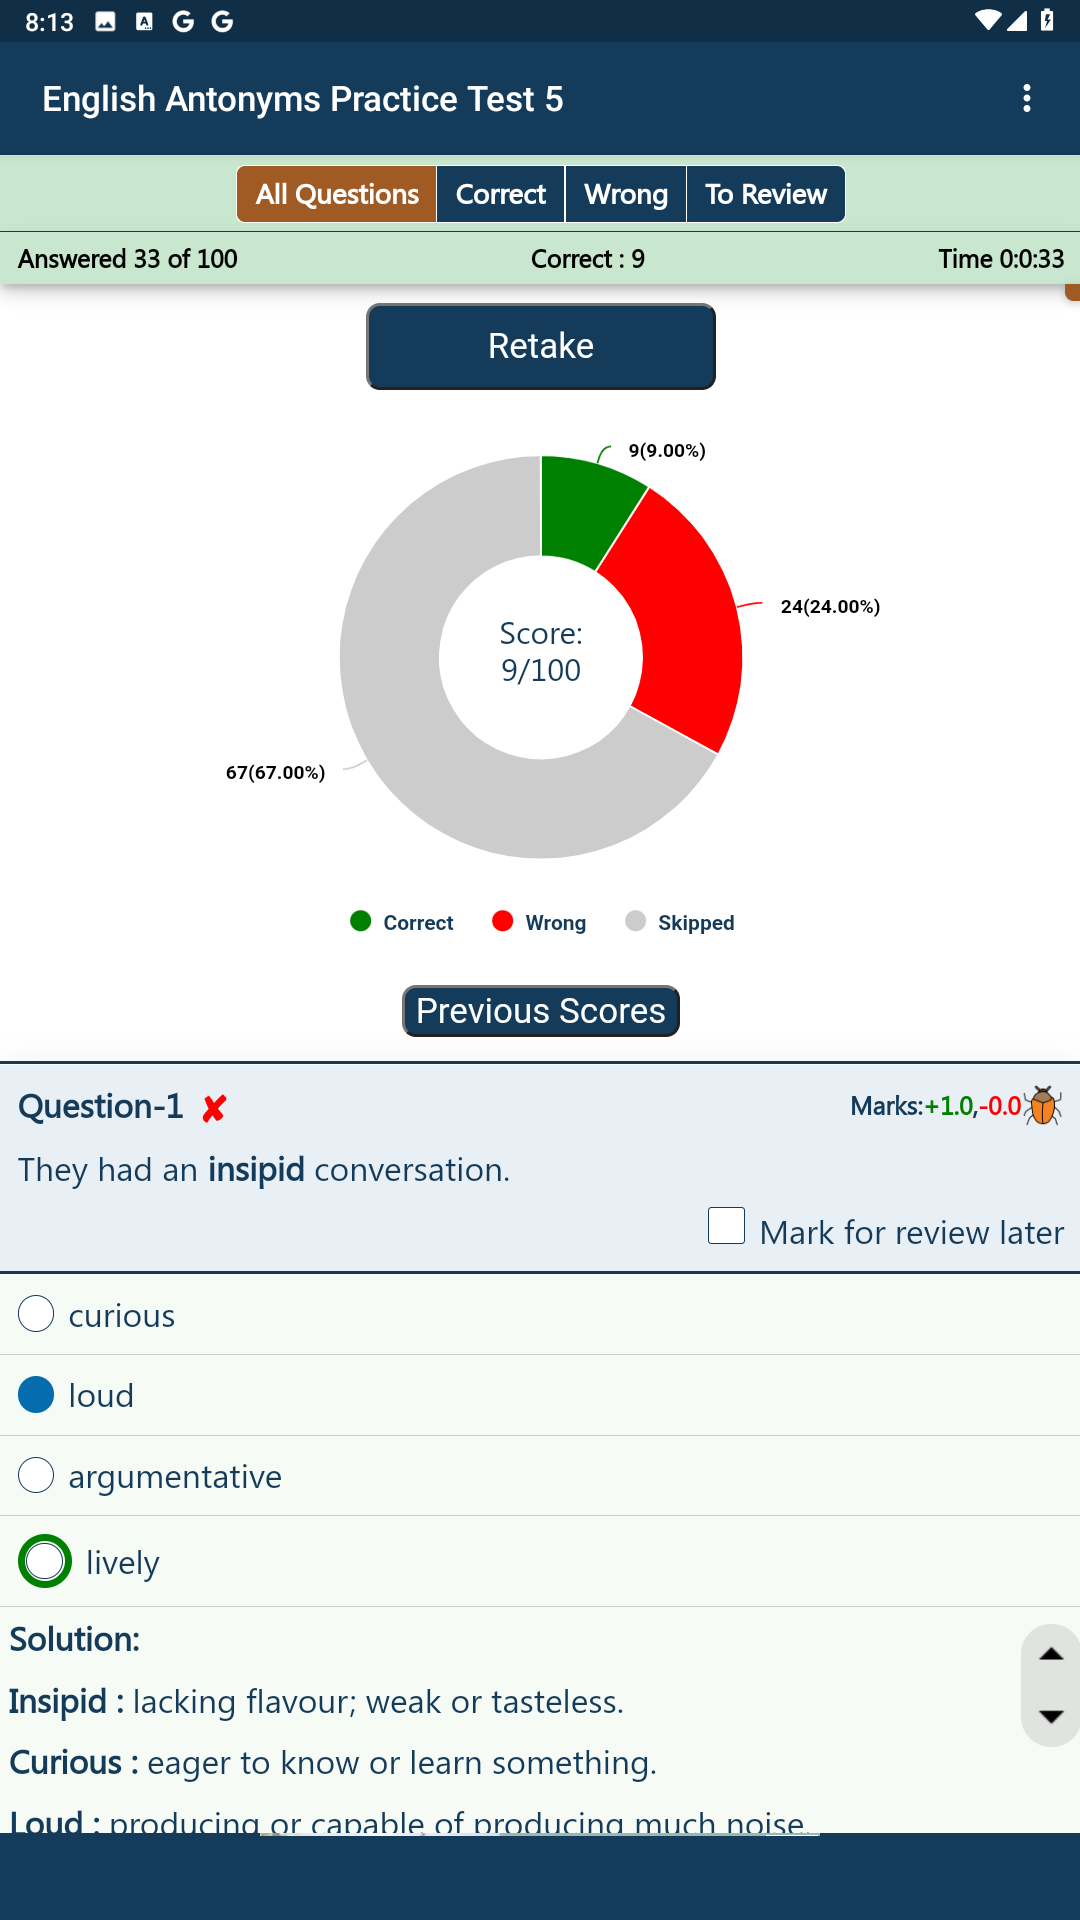 8:13
English Antonyms Practice Test 5
All Questions Correct Wrong To Review
Answered 33 of 100 Correct : 9 Time 0:0:33
Retake
9(9.00%)
24(24.00%)
Score:
9/100
67(67.00%)
Correct Wrong Skipped
Previous Scores
Question-1 Marks:+1.0,-0.0
They had an insipid conversation.
Mark for review later
curious
loud
argumentative
lively
Solution:
Insipid : lacking flavour; weak or tasteless.
Curious : eager to know or learn something.
Loud : producing or capable of producing much noise.